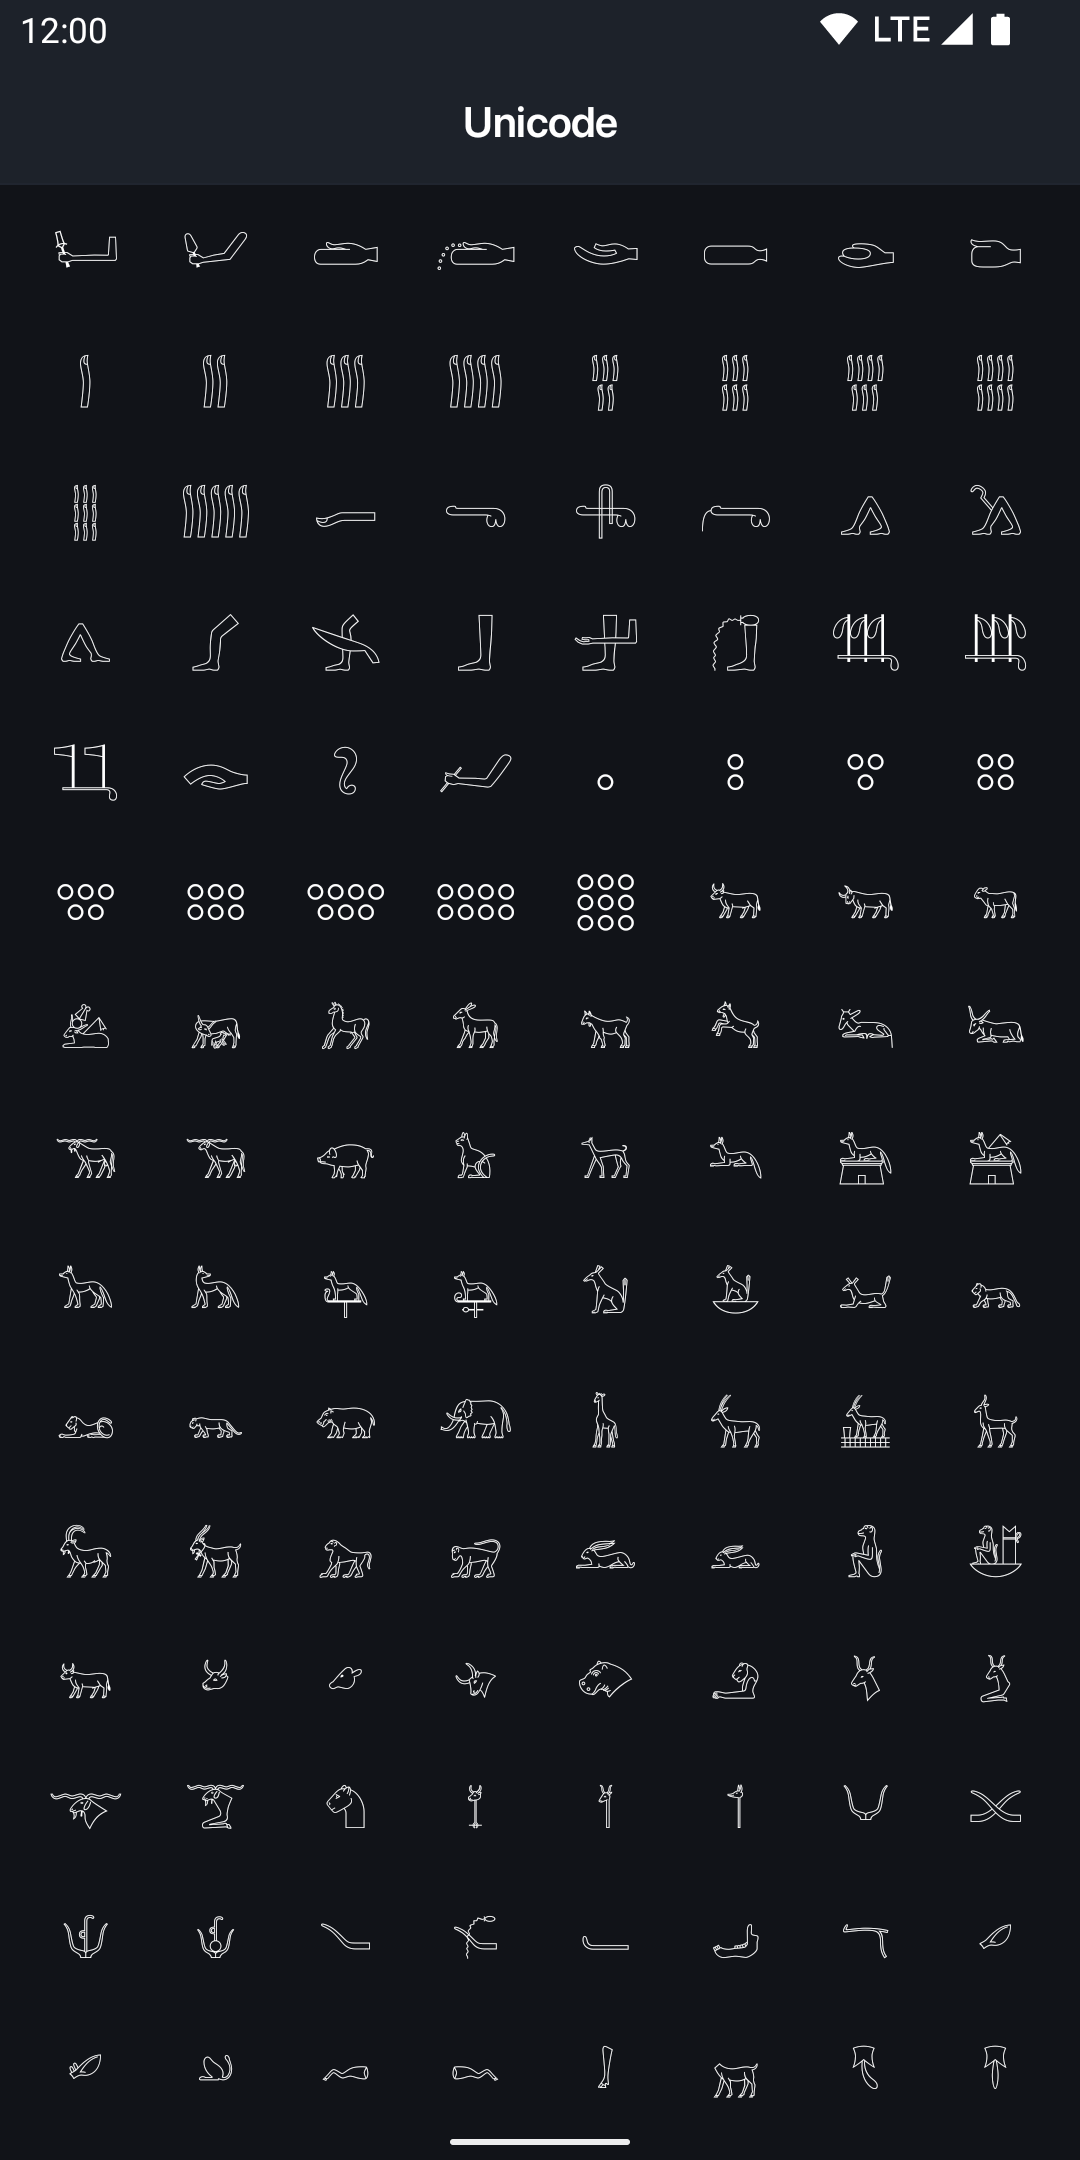 Unicode
12:00
LTE
𓂥 𓂦 𓂧 𓂨 𓂩 𓂪 𓂫 𓂬
𓂭 𓂮 𓂯 𓂰 𓂱 𓂲 𓂳 𓂴
𓂵 𓂶 𓂷 𓂸 𓂹 𓂺 𓂻 𓂼
𓂽 𓂾 𓂿 𓃀 𓃁 𓃂 𓃃 𓃄
𓃅 𓃆 𓃇 𓃈 𓃉 𓃊 𓃋 𓃌
𓃍 𓃎 𓃏 𓃐 𓃑 𓃒 𓃓 𓃔
𓃕 𓃖 𓃗 𓃘 𓃙 𓃚 𓃛 𓃜
𓃝 𓃞 𓃟 𓃠 𓃡 𓃢 𓃣 𓃤
𓃥 𓃦 𓃧 𓃨 𓃩 𓃪 𓃫 𓃬
𓃭 𓃮 𓃯 𓃰 𓃱 𓃲 𓃳 𓃴
𓃵 𓃶 𓃷 𓃸 𓃹 𓃺 𓃻 𓃼
𓃽 𓃾 𓃿 𓄀 𓄁 𓄂 𓄃 𓄄
𓄅 𓄆 𓄇 𓄈 𓄉 𓄊 𓄋 𓄌
𓄍 𓄎 𓄏 𓄐 𓄑 𓄒 𓄓 𓄔
𓄕 𓄖 𓄗 𓄘 𓄙 𓄚 𓄛 𓄜